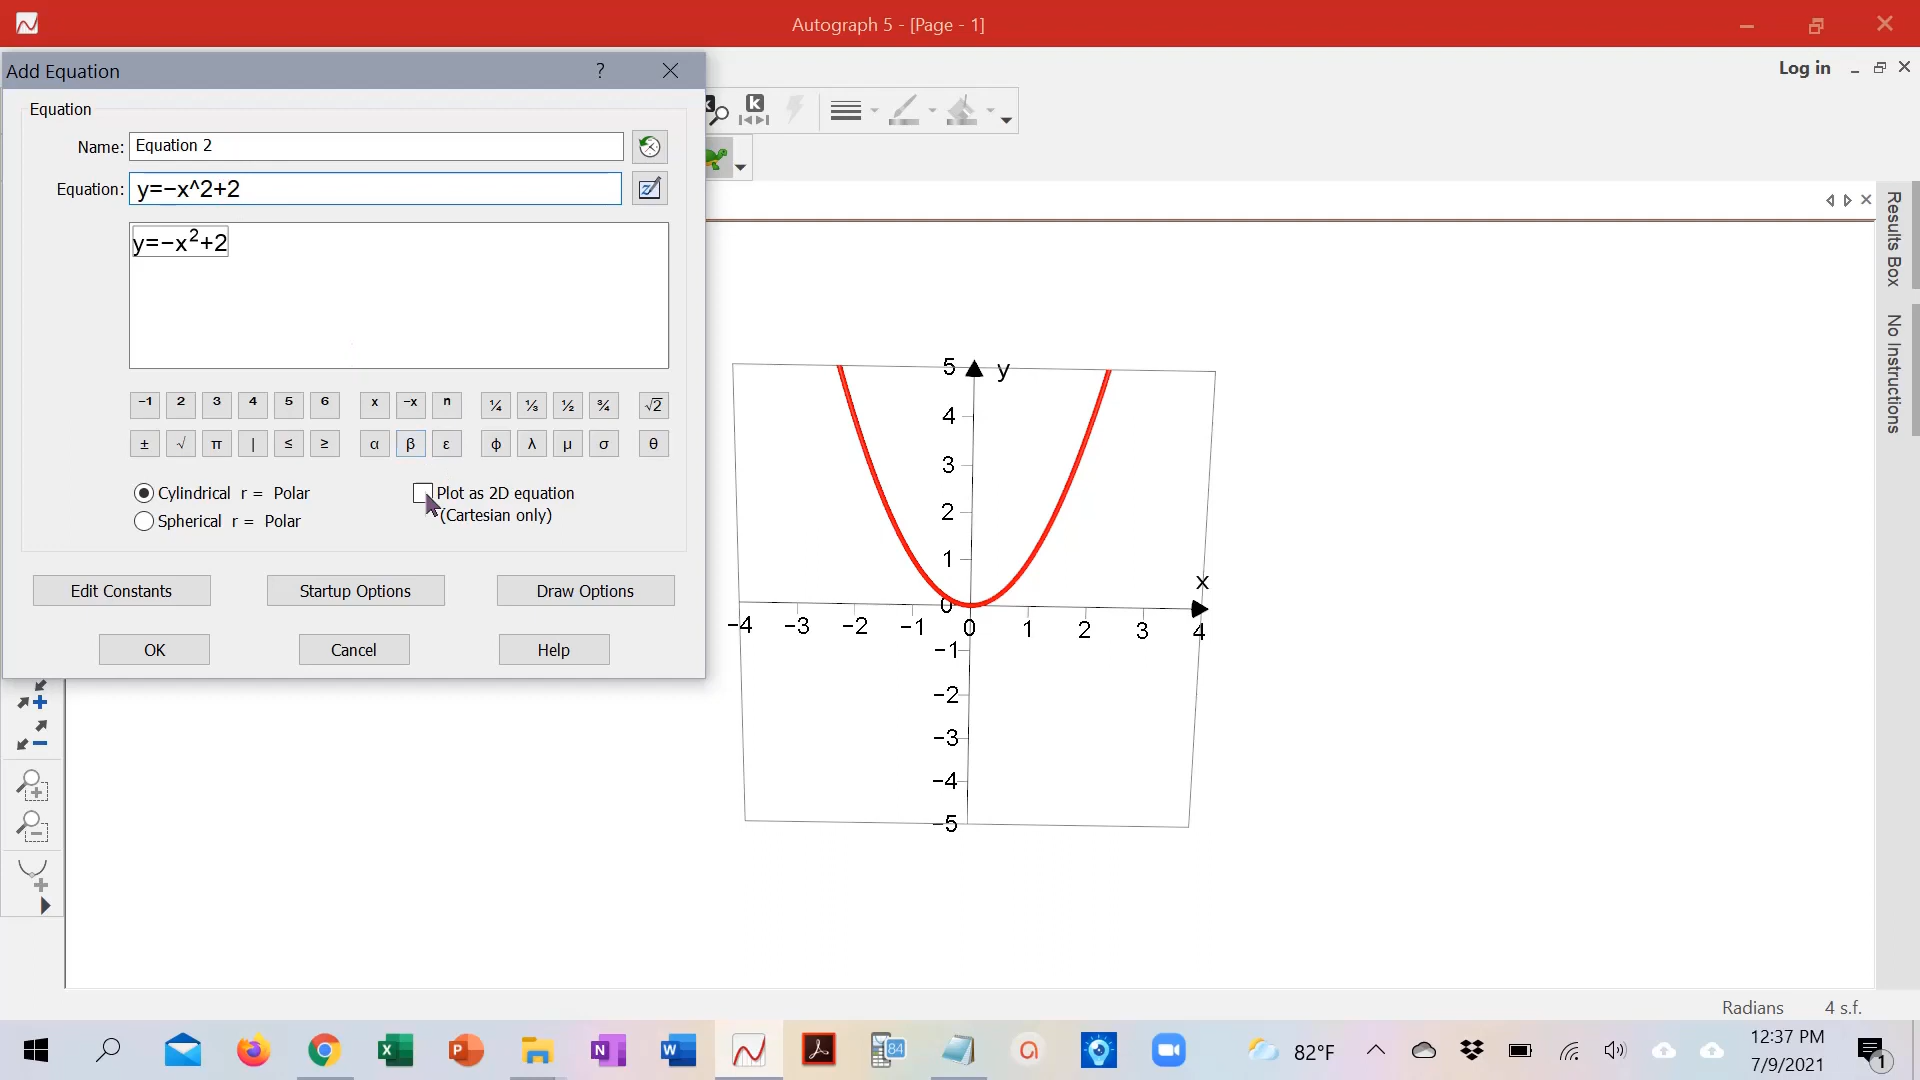 Autograph 5 - [Page - 1]
Log in
Add Equation
?
Equation
Name: Equation 2
Equation: y=−x^2+2
y=−x²+2
-1 2 3 4 5 6 x -x n ¼ ⅓ ½ ¾ √2
± √ π | ≤ ≥ α β ε ϕ λ μ σ θ
Cylindrical r = Polar
Plot as 2D equation
(Cartesian only)
Spherical r = Polar
Edit Constants
Startup Options
Draw Options
OK
Cancel
Help
K
K
Results Box
No Instructions
5 y
4
3
2
1
x
0
−4 −3 −2 −1 0 1 2 3 4
−1
−2
−3
−4
−5
Radians 4 s.f.
X
P
N
W
84
82°F
12:37 PM
7/9/2021
1